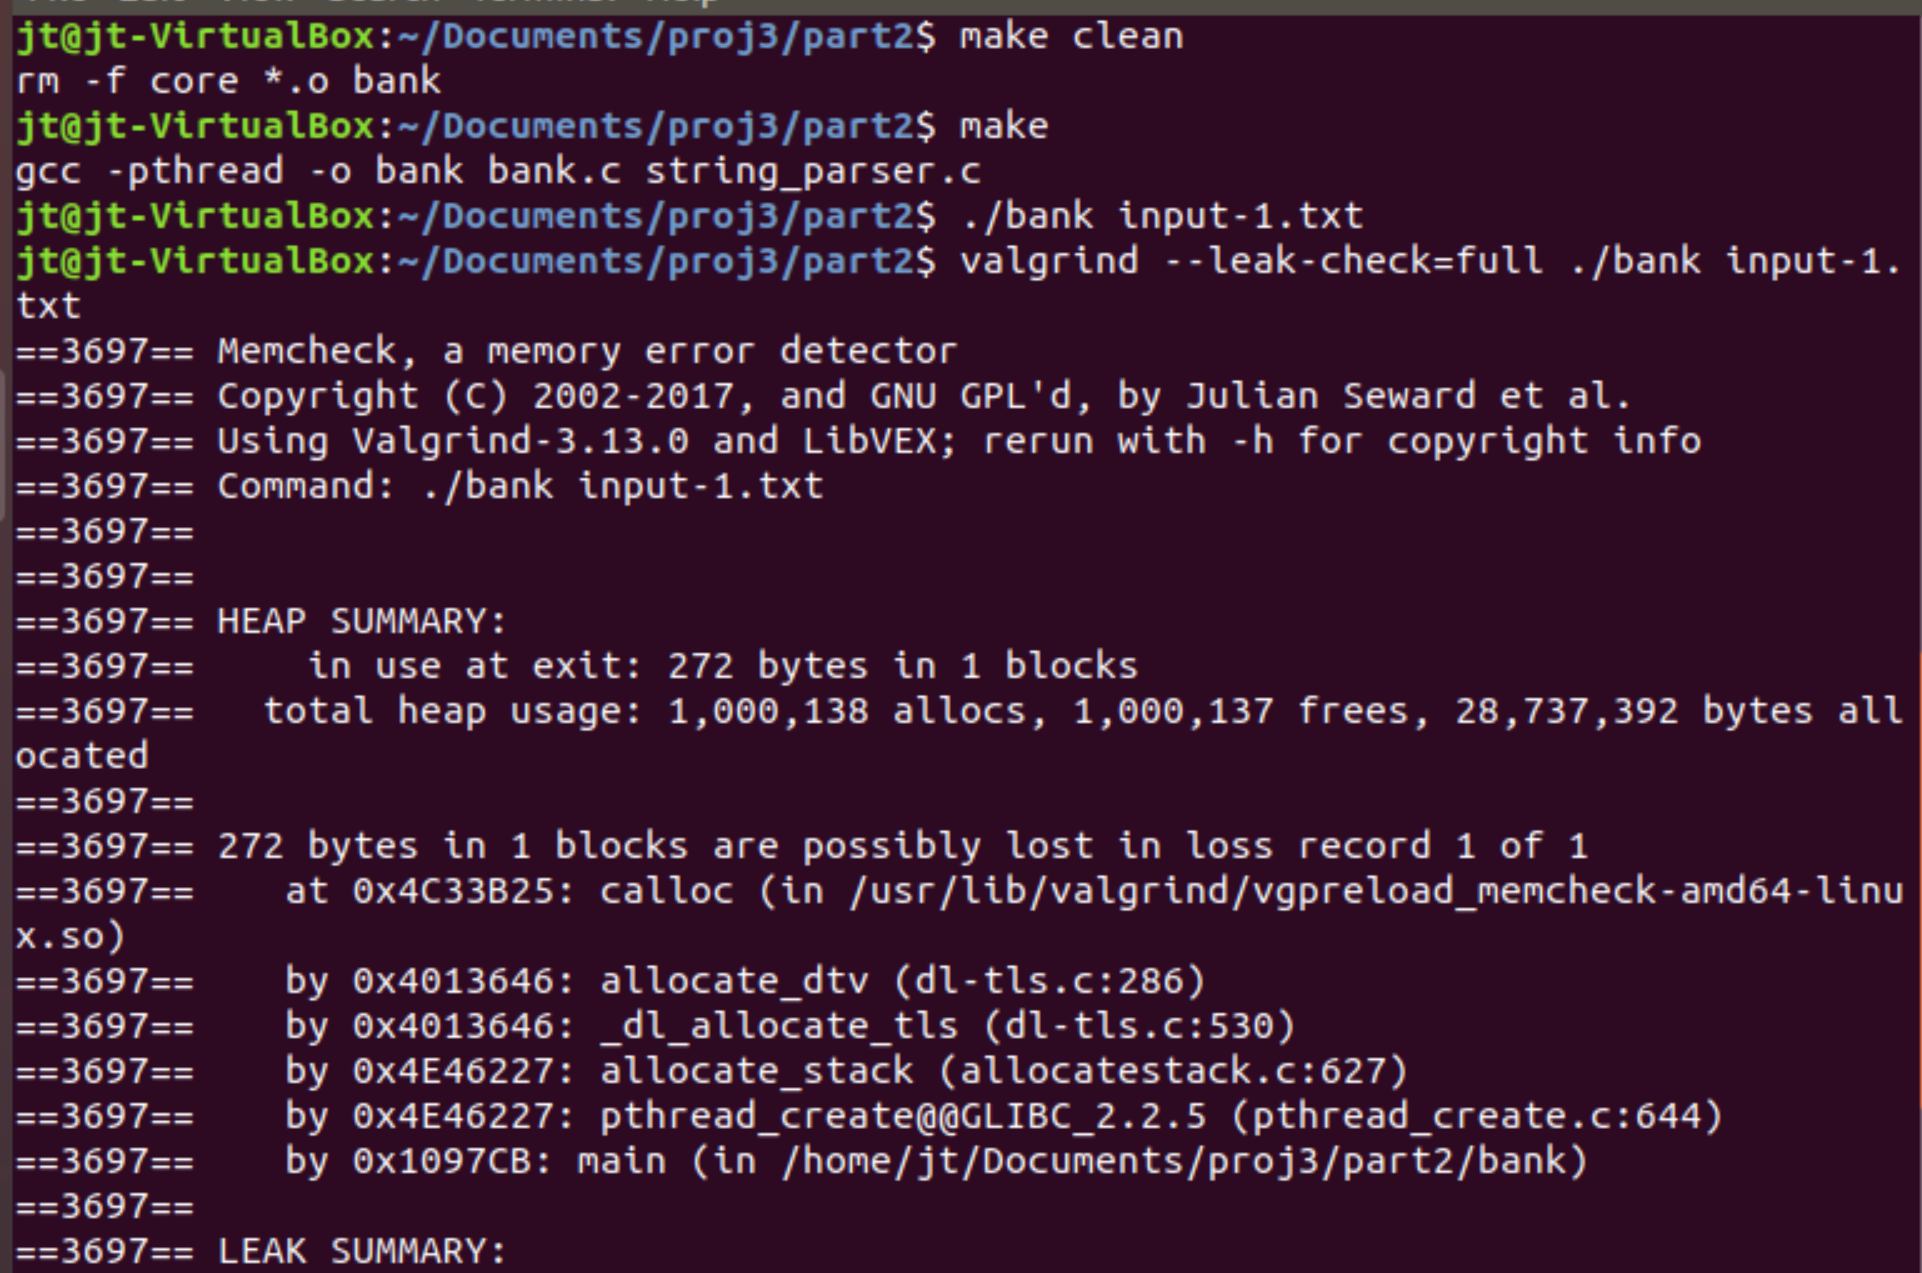 jt@jt-VirtualBox:~/Documents/proj3/part2$ make clean
rm -f core *.o bank
jt@jt-VirtualBox:~/Documents/proj3/part2$ make
gcc -pthread -o bank bank.c string_parser.c
jt@jt-VirtualBox:~/Documents/proj3/part2$ ./bank input-1.txt
jt@jt-VirtualBox:~/Documents/proj3/part2$ valgrind --leak-check=full ./bank input-1.
txt
==3697== Memcheck, a memory error detector
==3697== Copyright (C) 2002-2017, and GNU GPL'd, by Julian Seward et al.
==3697== Using Valgrind-3.13.0 and LibVEX; rerun with -h for copyright info
==3697== Command: ./bank input-1.txt
==3697==
==3697==
==3697== HEAP SUMMARY:
==3697==     in use at exit: 272 bytes in 1 blocks
==3697==   total heap usage: 1,000,138 allocs, 1,000,137 frees, 28,737,392 bytes all
ocated
==3697==
==3697== 272 bytes in 1 blocks are possibly lost in loss record 1 of 1
==3697==    at 0x4C33B25: calloc (in /usr/lib/valgrind/vgpreload_memcheck-amd64-linu
x.so)
==3697==    by 0x4013646: allocate_dtv (dl-tls.c:286)
==3697==    by 0x4013646: _dl_allocate_tls (dl-tls.c:530)
==3697==    by 0x4E46227: allocate_stack (allocatestack.c:627)
==3697==    by 0x4E46227: pthread_create@@GLIBC_2.2.5 (pthread_create.c:644)
==3697==    by 0x1097CB: main (in /home/jt/Documents/proj3/part2/bank)
==3697==
==3697== LEAK SUMMARY: